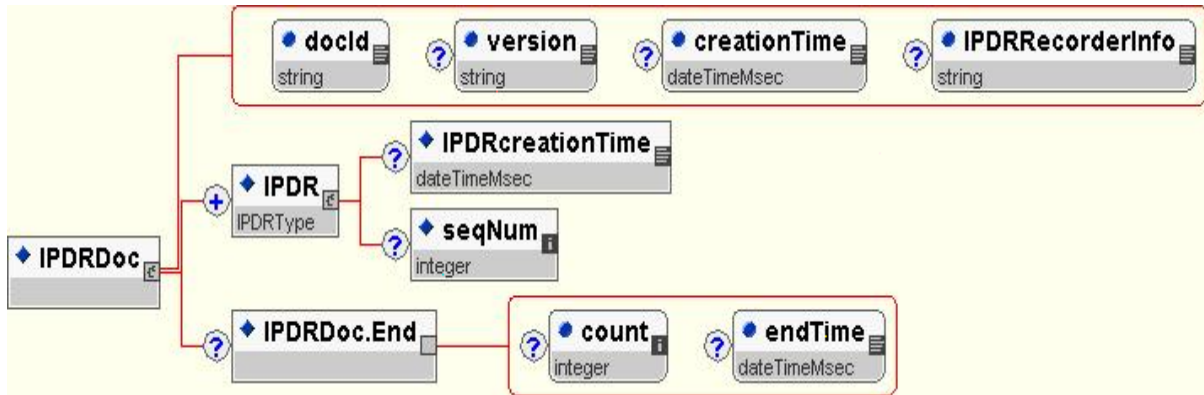 docId
string
? version
string
? creationTime
dateTimeMsec
? IPDRRecorderInfo
string
? IPDRcreationTime
dateTimeMsec
+ IPDR
IPDRType
? seqNum
integer
IPDRDoc
? IPDRDoc.End
? count
integer
? endTime
dateTimeMsec